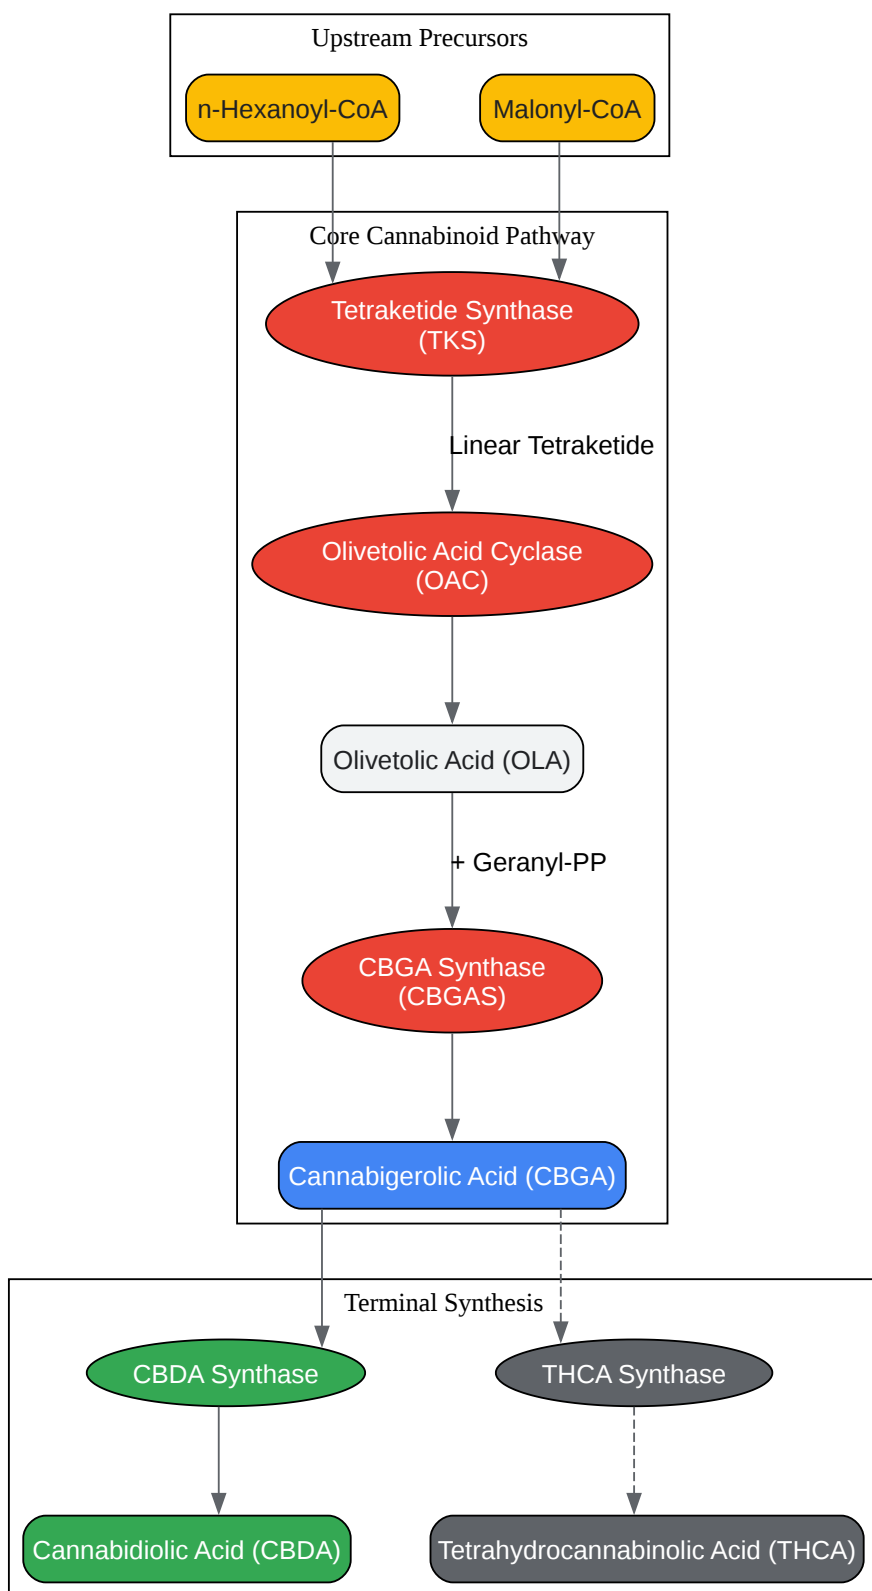 Upstream Precursors
n-Hexanoyl-CoA
Malonyl-CoA
Core Cannabinoid Pathway
Tetraketide Synthase
(TKS)
Linear Tetraketide
Olivetolic Acid Cyclase
(OAC)
Olivetolic Acid (OLA)
+ Geranyl-PP
CBGA Synthase
(CBGAS)
Cannabigerolic Acid (CBGA)
Terminal Synthesis
CBDA Synthase
THCA Synthase
Cannabidiolic Acid (CBDA)
Tetrahydrocannabinolic Acid (THCA)